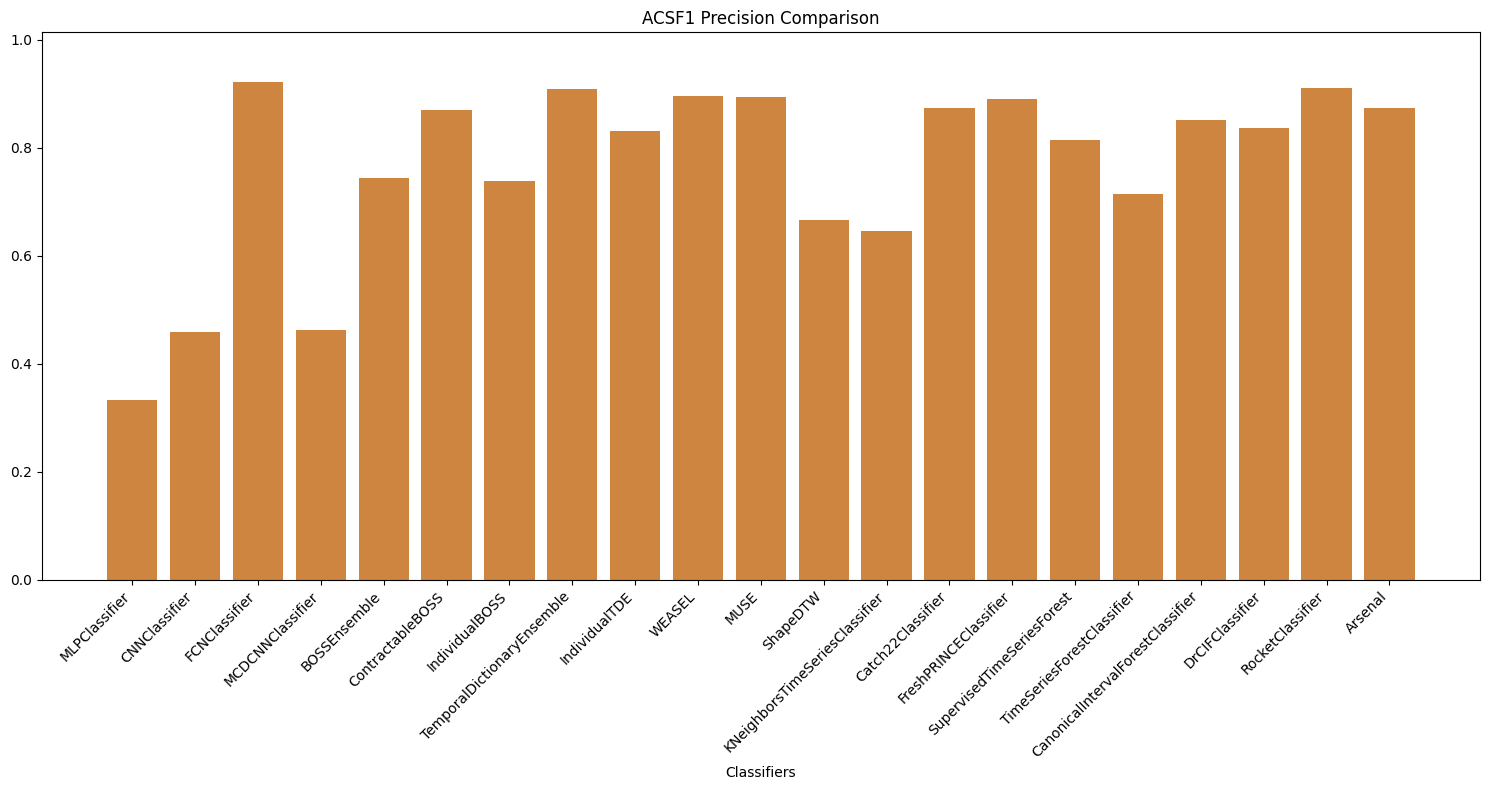 ACSF1 Precision Comparison
1.0
0.8
0.6
0.4
0.2
0.0
MLPClassifier
CNNClassifier
FCNClassifier
MCDCNNClassifier
BOSSEnsemble
ContractableBOSS
IndividualBOSS
TemporalDictionaryEnsemble
IndividualTDE
WEASEL
MUSE
ShapeDTW
KNeighborsTimeSeriesClassifier
Catch22Classifier
FreshPRINCEClassifier
SupervisedTimeSeriesForest
TimeSeriesForestClassifier
CanonicalIntervalForestClassifier
DrCIFClassifier
RocketClassifier
Arsenal
Classifiers